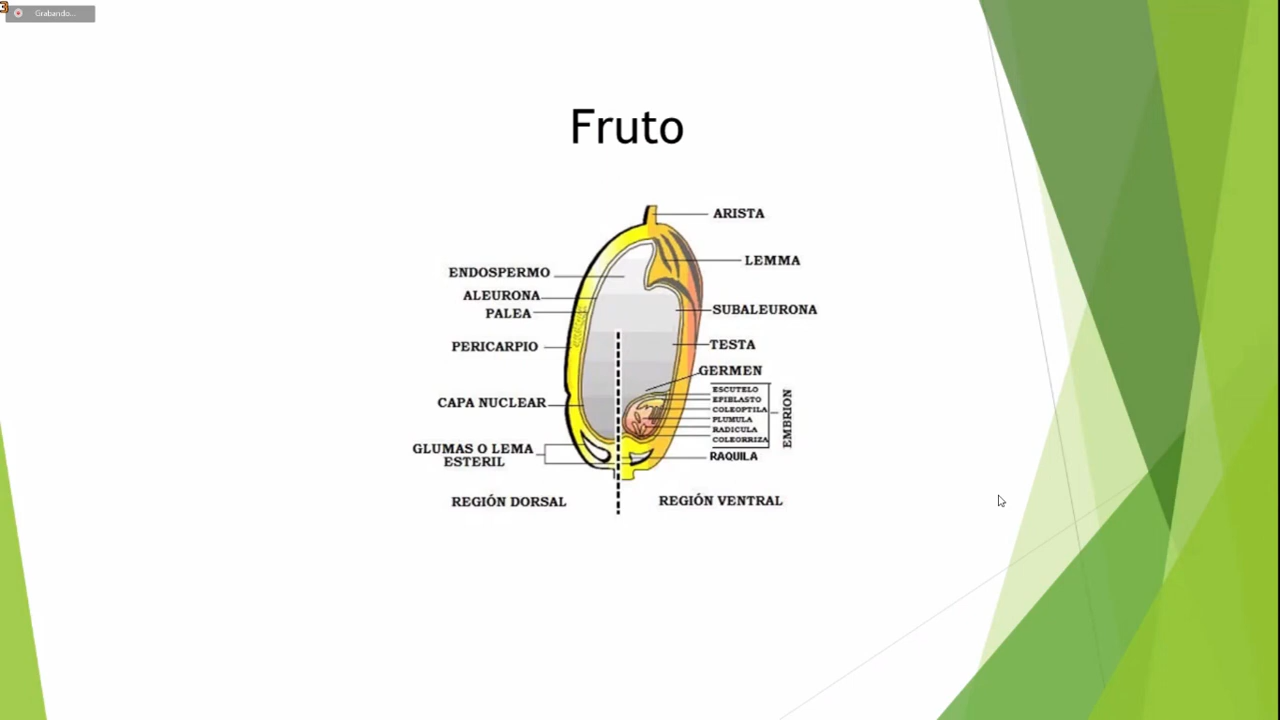 3
Grabando...
Fruto
ARISTA
LEMMA
ENDOSPERMO
ALEURONA
PALEA
SUBALEURONA
PERICARPIO
TESTA
GERMEN
ESCUTELO
EPIBLASTO
COLEOPTILA
PLUMULA
RADICULA
COLEORRIZA
EMBRION
CAPA NUCLEAR
GLUMAS O LEMA
ESTERIL
RAQUILA
REGIÓN DORSAL
REGIÓN VENTRAL